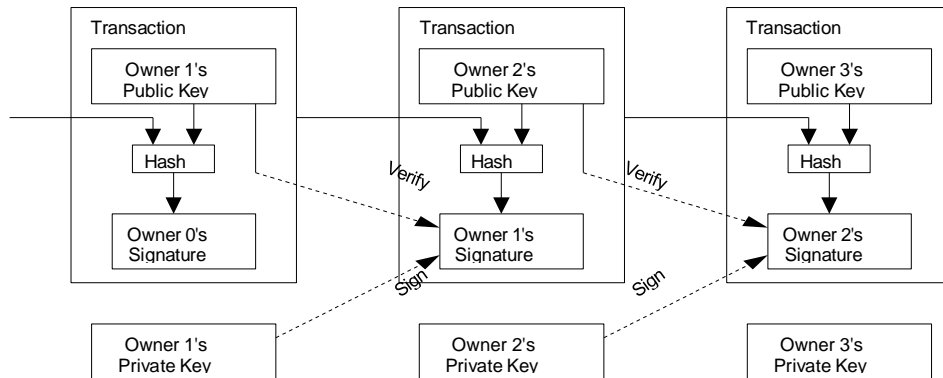 Transaction
Transaction
Transaction
Owner 1's
Public Key
Owner 2's
Public Key
Owner 3's
Public Key
Hash
Hash
Hash
Verify
Verify
Owner 0's
Signature
Owner 1's
Signature
Owner 2's
Signature
Sign
Sign
Owner 1's
Private Key
Owner 2's
Private Key
Owner 3's
Private Key